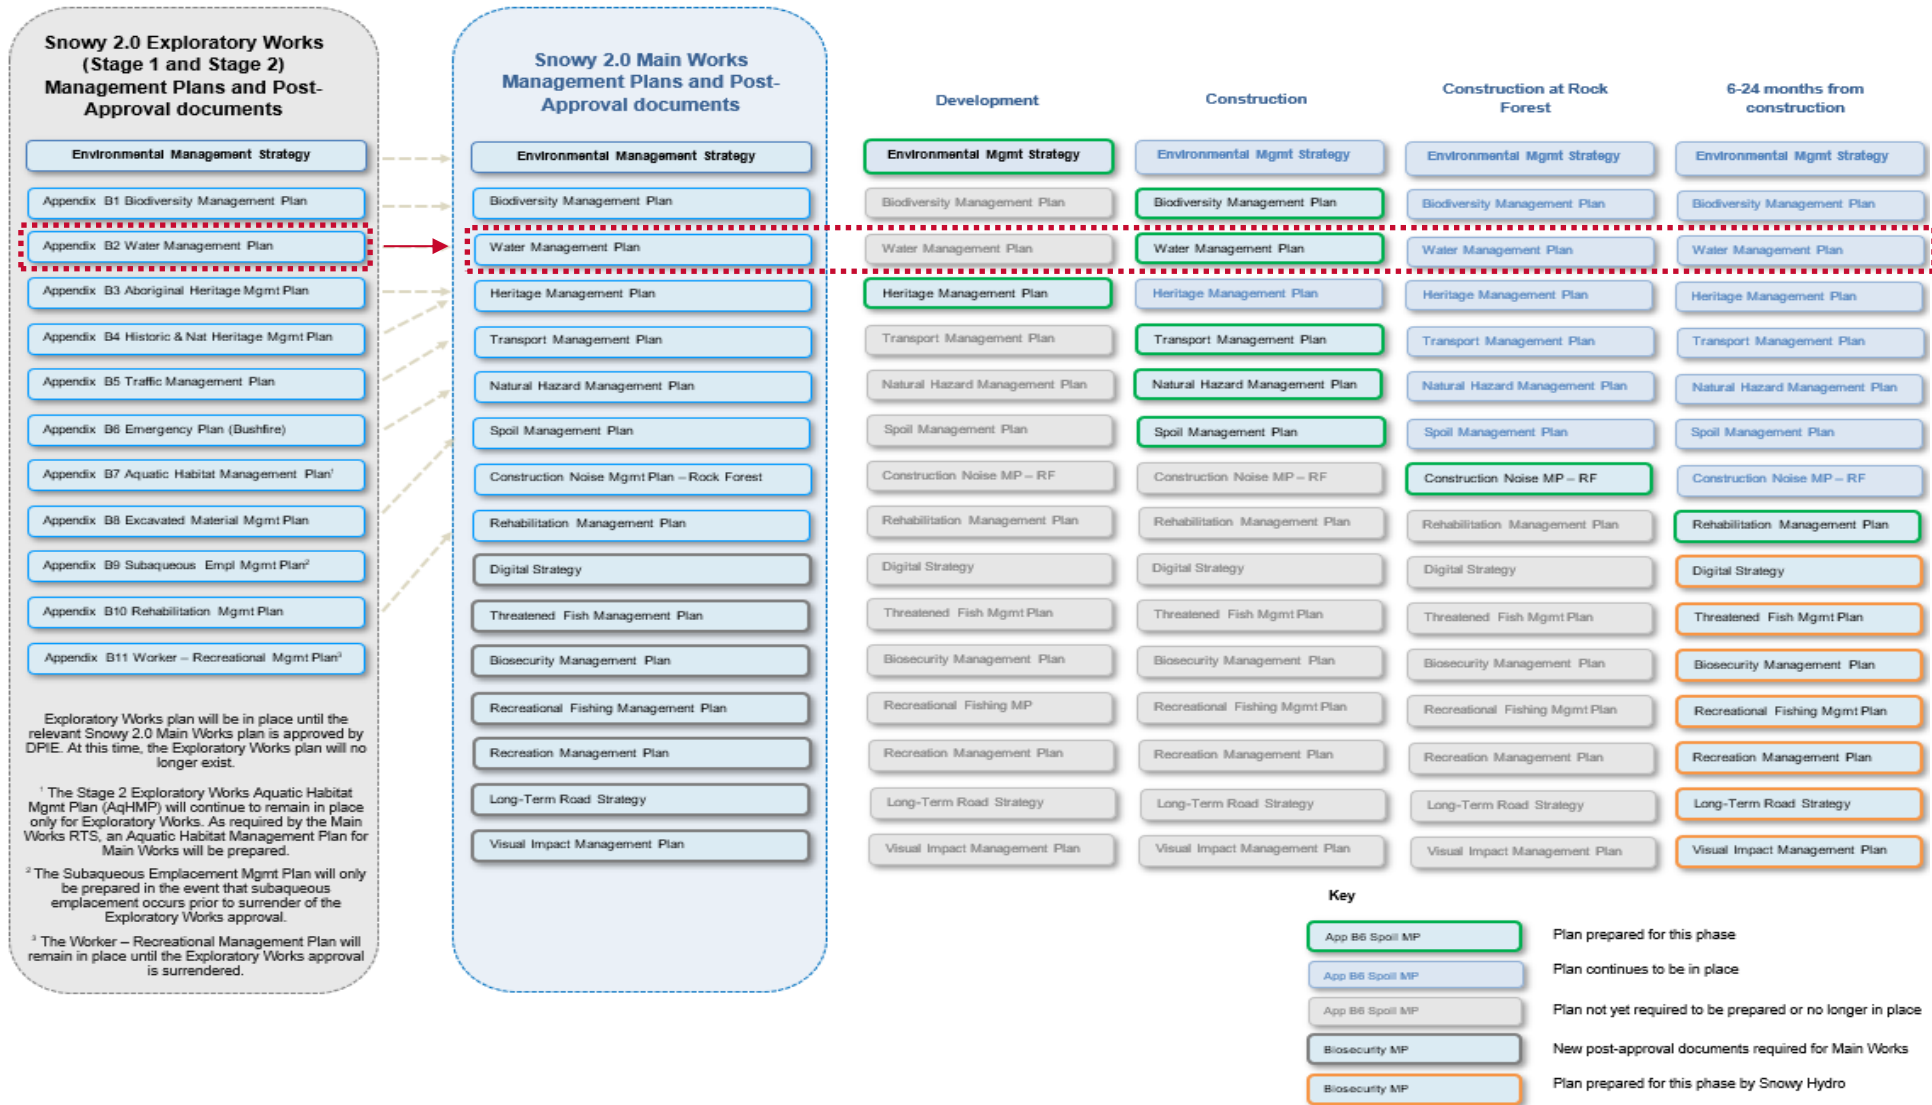 Snowy 2.0 Exploratory Works
(Stage 1 and Stage 2)
Management Plans and Post-
Approval documents
Environmental Management Strategy
Appendix B1 Biodiversity Management Plan
Appendix B2 Water Management Plan
Appendix B3 Aboriginal Heritage Mgmt Plan
Appendix B4 Historic & Nat Heritage Mgmt Plan
Appendix B5 Traffic Management Plan
Appendix B6 Emergency Plan (Bushfire)
Appendix B7 Aquatic Habitat Management Plan¹
Appendix B8 Excavated Material Mgmt Plan
Appendix B9 Subaqueous Empl Mgmt Plan²
Appendix B10 Rehabilitation Mgmt Plan
Appendix B11 Worker – Recreational Mgmt Plan³
Exploratory Works plan will be in place until the
relevant Snowy 2.0 Main Works plan is approved by
DPIE. At this time, the Exploratory Works plan will no
longer exist.
¹ The Stage 2 Exploratory Works Aquatic Habitat
Mgmt Plan (AqHMP) will continue to remain in place
only for Exploratory Works. As required by the Main
Works RTS, an Aquatic Habitat Management Plan for
Main Works will be prepared.
² The Subaqueous Emplacement Mgmt Plan will only
be prepared in the event that subaqueous
emplacement occurs prior to surrender of the
Exploratory Works approval.
³ The Worker – Recreational Management Plan will
remain in place until the Exploratory Works approval
is surrendered.
Snowy 2.0 Main Works
Management Plans and Post-
Approval documents
Environmental Management Strategy
Biodiversity Management Plan
Water Management Plan
Heritage Management Plan
Transport Management Plan
Natural Hazard Management Plan
Spoil Management Plan
Construction Noise Mgmt Plan – Rock Forest
Rehabilitation Management Plan
Digital Strategy
Threatened Fish Management Plan
Biosecurity Management Plan
Recreational Fishing Management Plan
Recreation Management Plan
Long-Term Road Strategy
Visual Impact Management Plan
Development
Environmental Mgmt Strategy
Biodiversity Management Plan
Water Management Plan
Heritage Management Plan
Transport Management Plan
Natural Hazard Management Plan
Spoil Management Plan
Construction Noise MP – RF
Rehabilitation Management Plan
Digital Strategy
Threatened Fish Mgmt Plan
Biosecurity Management Plan
Recreational Fishing MP
Recreation Management Plan
Long-Term Road Strategy
Visual Impact Management Plan
Construction
Environmental Mgmt Strategy
Biodiversity Management Plan
Water Management Plan
Heritage Management Plan
Transport Management Plan
Natural Hazard Management Plan
Spoil Management Plan
Construction Noise MP – RF
Rehabilitation Management Plan
Digital Strategy
Threatened Fish Mgmt Plan
Biosecurity Management Plan
Recreational Fishing Mgmt Plan
Recreation Management Plan
Long-Term Road Strategy
Visual Impact Management Plan
Construction at Rock
Forest
Environmental Mgmt Strategy
Biodiversity Management Plan
Water Management Plan
Heritage Management Plan
Transport Management Plan
Natural Hazard Management Plan
Spoil Management Plan
Construction Noise MP – RF
Rehabilitation Management Plan
Digital Strategy
Threatened Fish Mgmt Plan
Biosecurity Management Plan
Recreational Fishing Mgmt Plan
Recreation Management Plan
Long-Term Road Strategy
Visual Impact Management Plan
6-24 months from
construction
Environmental Mgmt Strategy
Biodiversity Management Plan
Water Management Plan
Heritage Management Plan
Transport Management Plan
Natural Hazard Management Plan
Spoil Management Plan
Construction Noise MP – RF
Rehabilitation Management Plan
Digital Strategy
Threatened Fish Mgmt Plan
Biosecurity Management Plan
Recreational Fishing Mgmt Plan
Recreation Management Plan
Long-Term Road Strategy
Visual Impact Management Plan
Key
App B6 Spoil MP
Plan prepared for this phase
App B6 Spoil MP
Plan continues to be in place
App B6 Spoil MP
Plan not yet required to be prepared or no longer in place
Biosecurity MP
New post-approval documents required for Main Works
Biosecurity MP
Plan prepared for this phase by Snowy Hydro